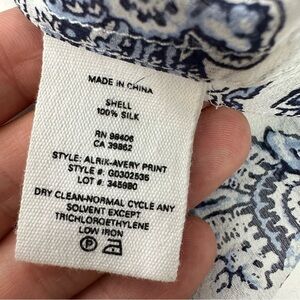 MADE IN CHINA
SHELL
100% SILK
RN 99406
CA 39862
STYLE: ALRIK-AVERY PRINT
STYLE #: G0302535
LOT #: 345980
DRY CLEAN-NORMAL CYCLE ANY
SOLVENT EXCEPT
TRICHLOROETHYLENE
LOW IRON
P